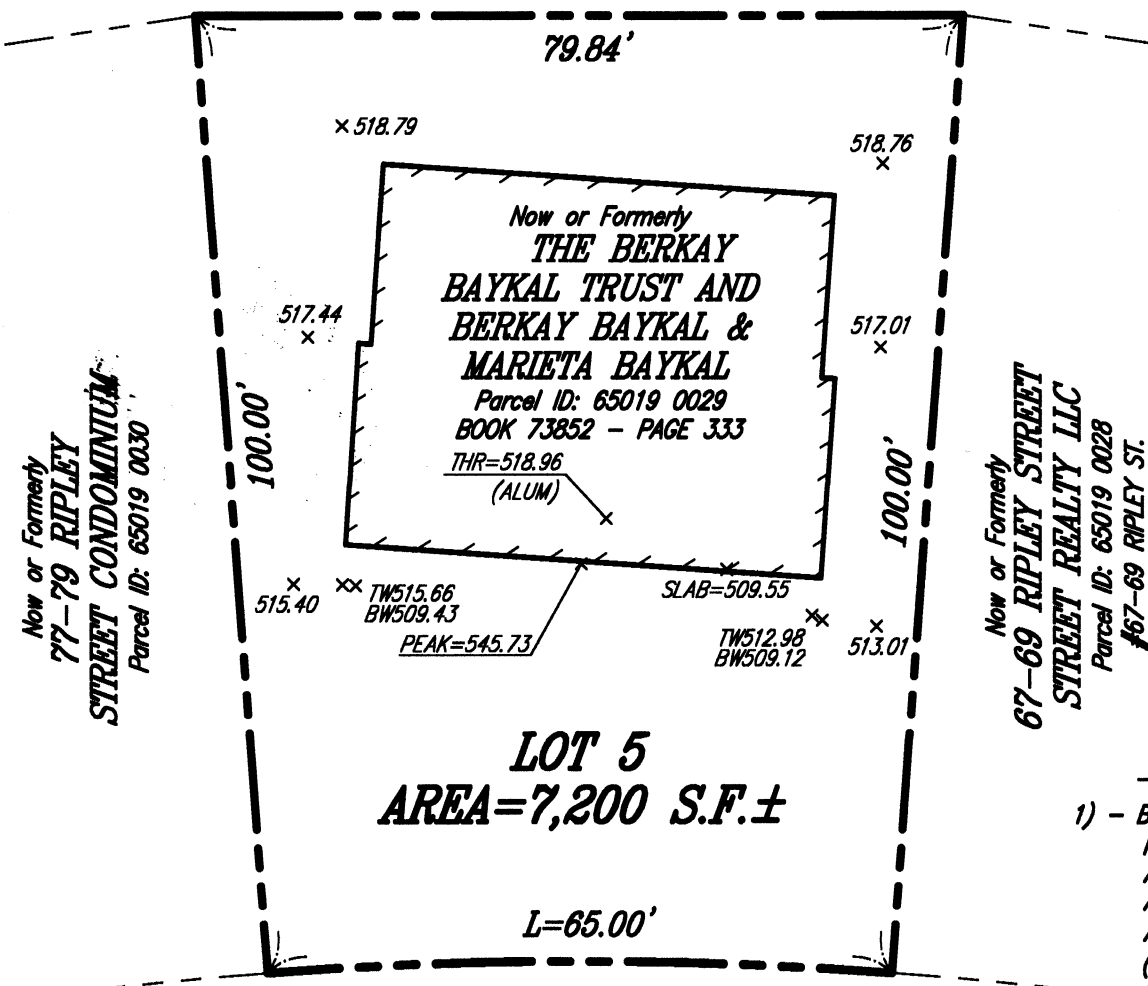 79.84'
518.79
518.76
Now or Formerly
THE BERKAY
BAYKAL TRUST AND
BERKAY BAYKAL &
MARIETA BAYKAL
Parcel ID: 65019 0029
BOOK 73852 - PAGE 333
THR=518.96
(ALUM)
517.44
517.01
100.00'
100.00'
Now or Formerly
77-79 RIPLEY
STREET CONDOMINIUM
Parcel ID: 65019 0030
Now or Formerly
67-69 RIPLEY STREET
STREET REALTY LLC
Parcel ID: 65019 0028
#67-69 RIPLEY ST.
515.40
TW515.66
BW509.43
PEAK=545.73
SLAB=509.55
TW512.98
BW509.12
513.01
LOT 5
AREA=7,200 S.F.±
L=65.00'
1) - B